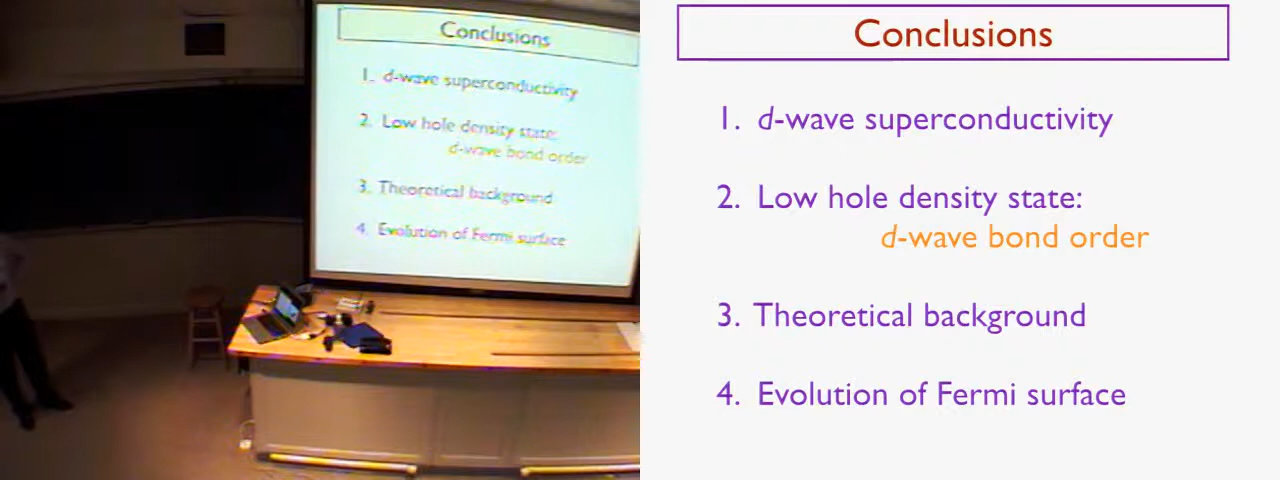 Conclusions
1. d-wave superconductivity
2. Low hole density state:
d-wave bond order
3. Theoretical background
4. Evolution of Fermi surface
Conclusions
1. d-wave superconductivity
2. Low hole density state:
d-wave bond order
3. Theoretical background
4. Evolution of Fermi surface